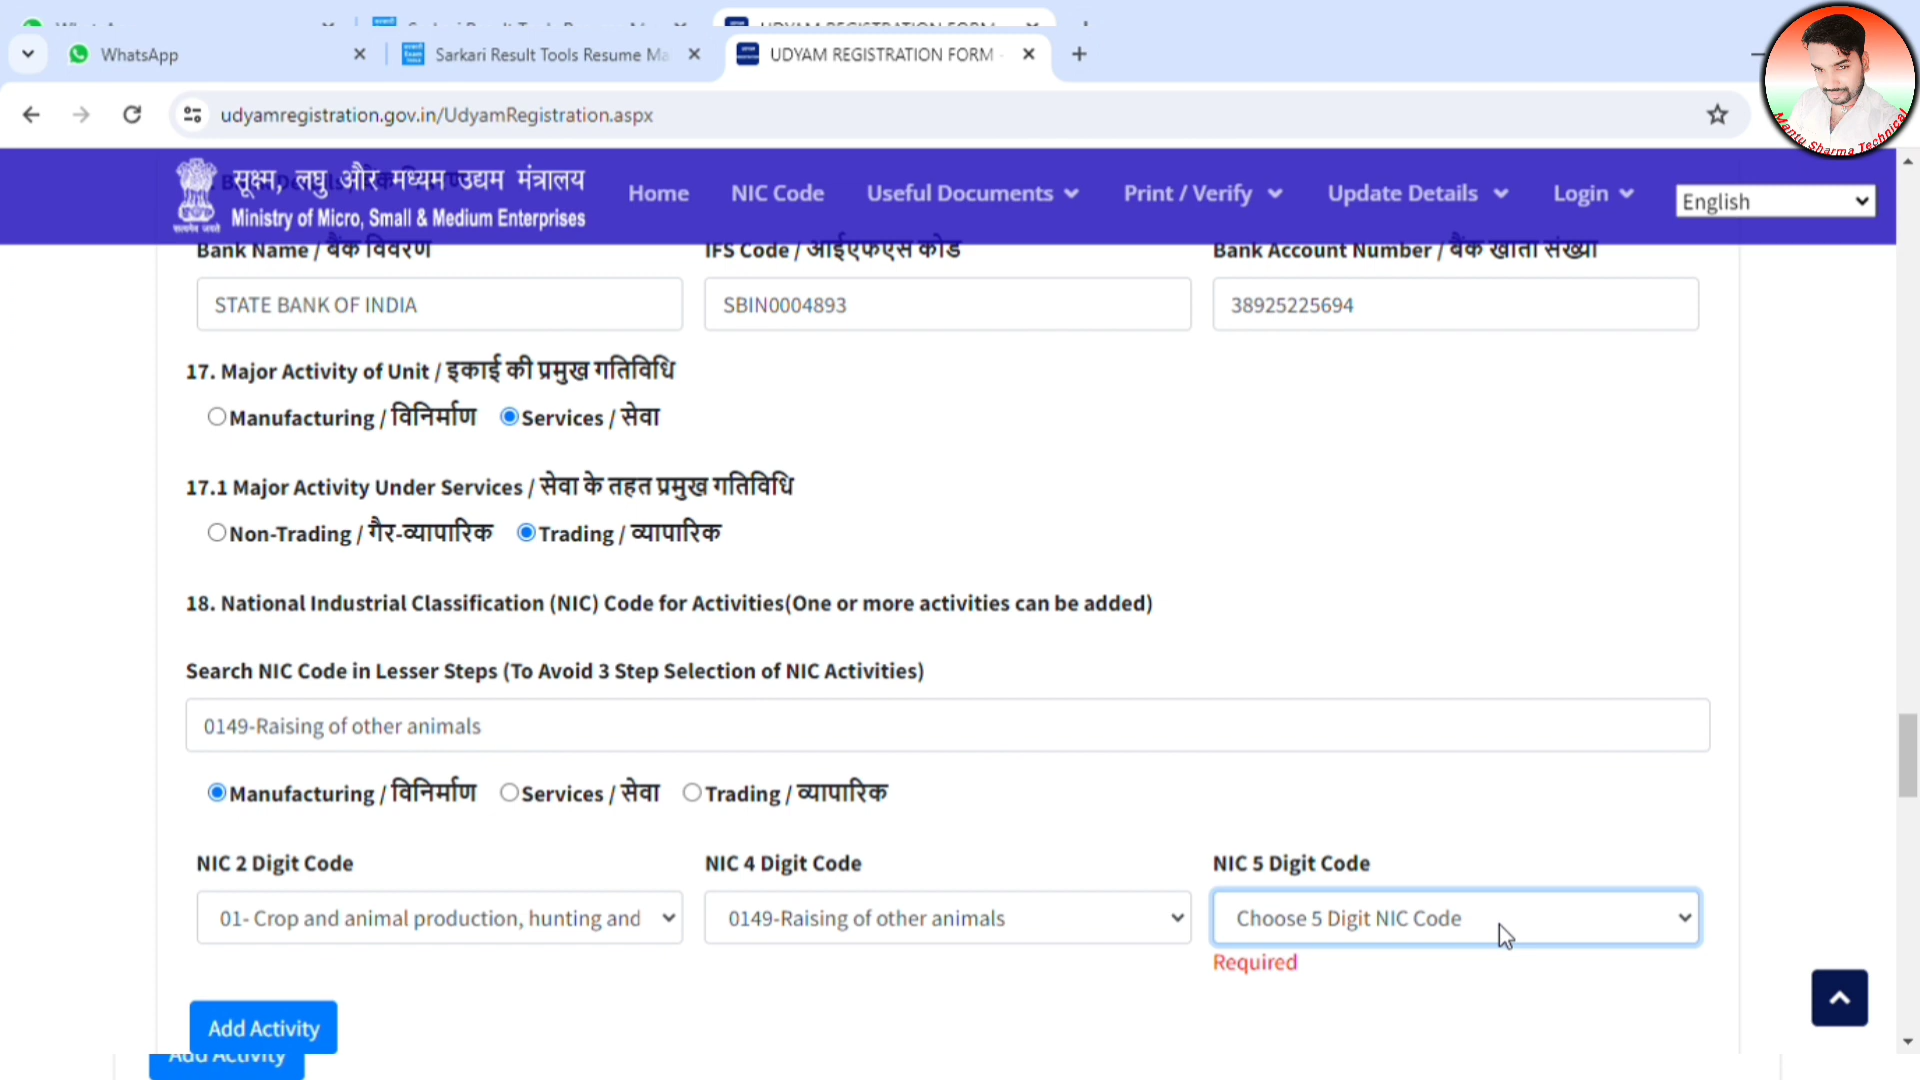 WhatsApp
Sarkari Result Tools Resume Ma
UDYAM REGISTRATION FORM -
udyamregistration.gov.in/UdyamRegistration.aspx
Mantu Sharma Technical
सूक्ष्म, लघु और मध्यम उद्यम मंत्रालय
Ministry of Micro, Small & Medium Enterprises
Home
NIC Code
Useful Documents
Print / Verify
Update Details
Login
English
Bank Name / बैंक विवरण
IFS Code / आईएफएस कोड
Bank Account Number / बैंक खाता संख्या
STATE BANK OF INDIA
SBIN0004893
38925225694
17. Major Activity of Unit / इकाई की प्रमुख गतिविधि
Manufacturing / विनिर्माण Services / सेवा
17.1 Major Activity Under Services / सेवा के तहत प्रमुख गतिविधि
Non-Trading / गैर-व्यापारिक Trading / व्यापारिक
18. National Industrial Classification (NIC) Code for Activities(One or more activities can be added)
Search NIC Code in Lesser Steps (To Avoid 3 Step Selection of NIC Activities)
0149-Raising of other animals
Manufacturing / विनिर्माण Services / सेवा Trading / व्यापारिक
NIC 2 Digit Code
NIC 4 Digit Code
NIC 5 Digit Code
01- Crop and animal production, hunting and
0149-Raising of other animals
Choose 5 Digit NIC Code
Required
Add Activity
Add Activity